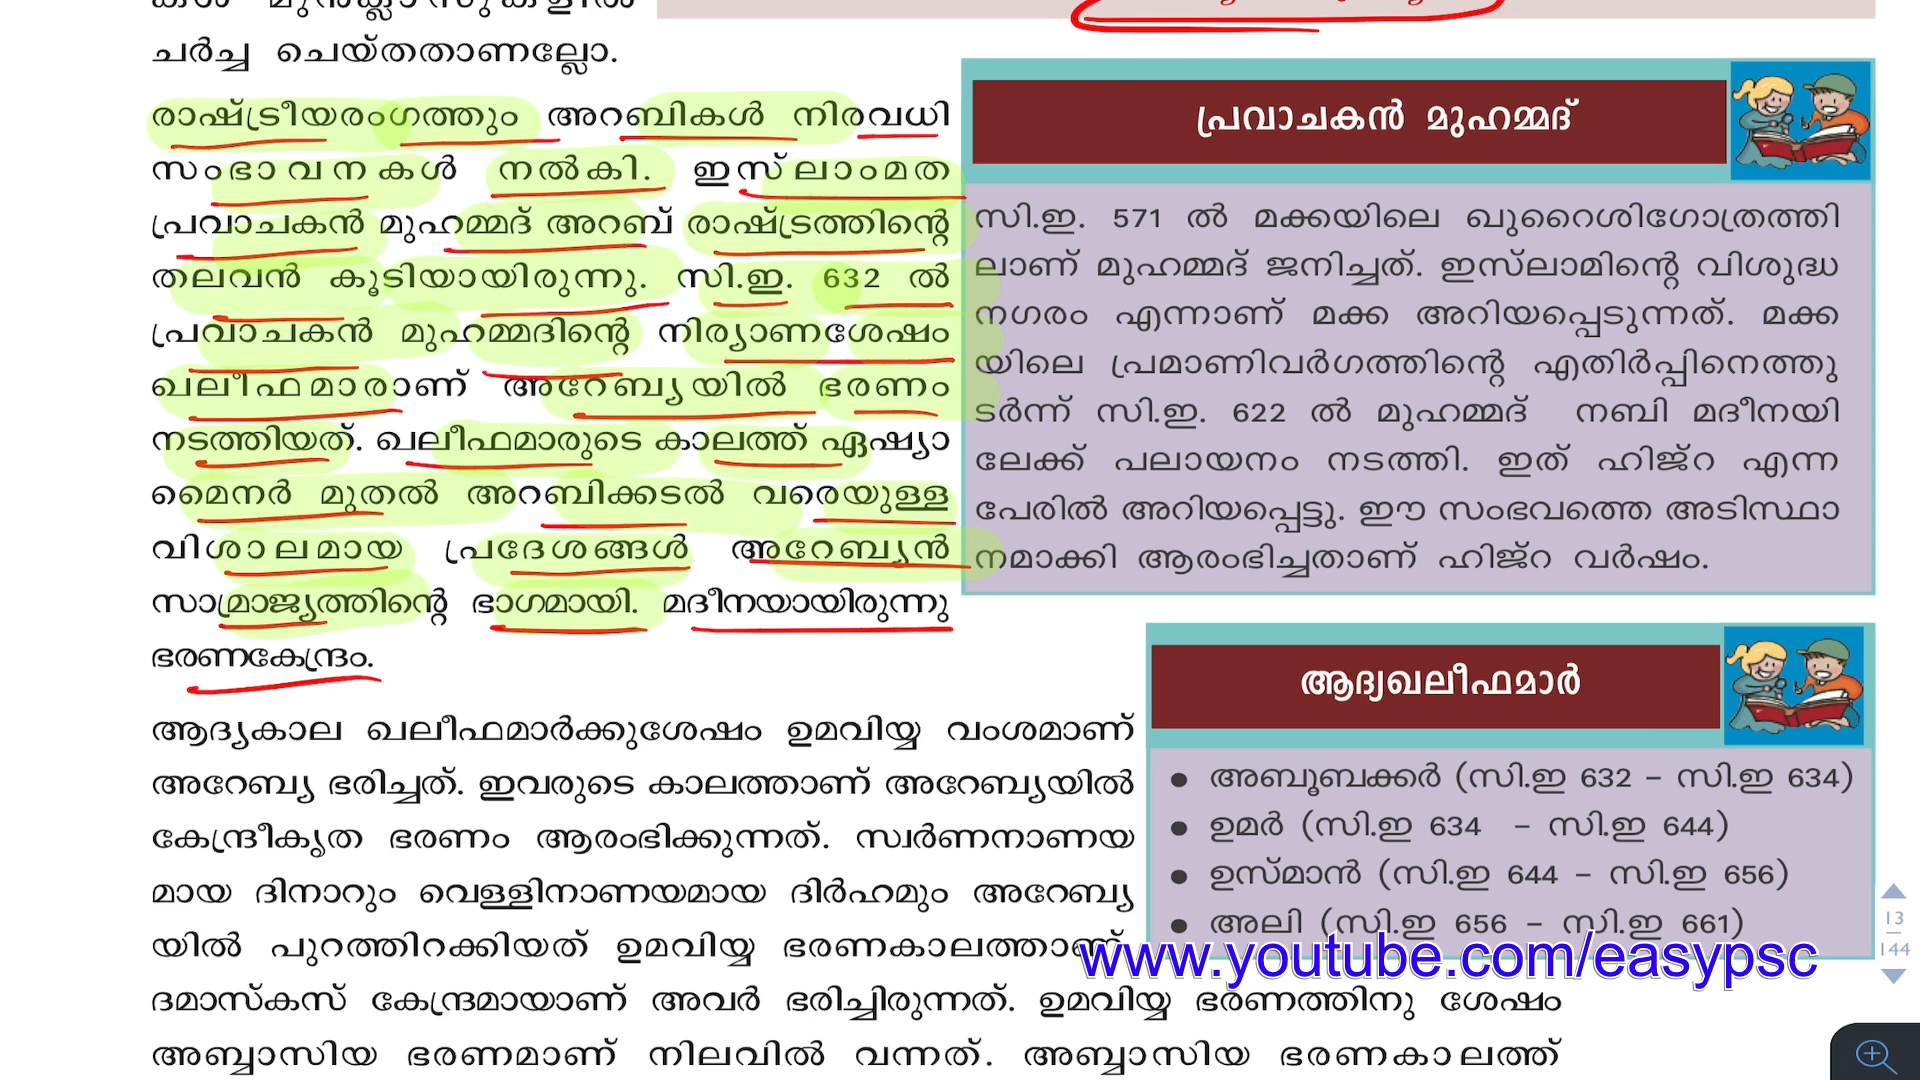 കൾ മുൻക്ലാസുകളിൽ
ചർച്ച ചെയ്തതാണല്ലോ.
രാഷ്ട്രീയരംഗത്തും അറബികൾ നിരവധി
സംഭാവനകൾ നൽകി. ഇസ്‌ലാംമത
പ്രവാചകൻ മുഹമ്മദ് അറബ് രാഷ്ട്രത്തിന്റെ
തലവൻ കൂടിയായിരുന്നു. സി.ഇ. 632 ൽ
പ്രവാചകൻ മുഹമ്മദിന്റെ നിര്യാണശേഷം
ഖലീഫമാരാണ് അറേബ്യയിൽ ഭരണം
നടത്തിയത്. ഖലീഫമാരുടെ കാലത്ത് ഏഷ്യാ
മൈനർ മുതൽ അറബിക്കടൽ വരെയുള്ള
വിശാലമായ പ്രദേശങ്ങൾ അറേബ്യൻ
സാമ്രാജ്യത്തിന്റെ ഭാഗമായി. മദീനയായിരുന്നു
ഭരണകേന്ദ്രം.
പ്രവാചകൻ മുഹമ്മദ്
സി.ഇ. 571 ൽ മക്കയിലെ ഖുറൈശിഗോത്രത്തി
ലാണ് മുഹമ്മദ് ജനിച്ചത്. ഇസ്‌ലാമിന്റെ വിശുദ്ധ
നഗരം എന്നാണ് മക്ക അറിയപ്പെടുന്നത്. മക്ക
യിലെ പ്രമാണിവർഗത്തിന്റെ എതിർപ്പിനെത്തു
ടർന്ന് സി.ഇ. 622 ൽ മുഹമ്മദ് നബി മദീനയി
ലേക്ക് പലായനം നടത്തി. ഇത് ഹിജ്റ എന്ന
പേരിൽ അറിയപ്പെട്ടു. ഈ സംഭവത്തെ അടിസ്ഥാ
നമാക്കി ആരംഭിച്ചതാണ് ഹിജ്റ വർഷം.
ആദ്യഖലീഫമാർ
• അബൂബക്കർ (സി.ഇ 632 – സി.ഇ 634)
• ഉമർ (സി.ഇ 634 – സി.ഇ 644)
• ഉസ്മാൻ (സി.ഇ 644 – സി.ഇ 656)
• അലി (സി.ഇ 656 – സി.ഇ 661)
ആദ്യകാല ഖലീഫമാർക്കുശേഷം ഉമവിയ്യ വംശമാണ്
അറേബ്യ ഭരിച്ചത്. ഇവരുടെ കാലത്താണ് അറേബ്യയിൽ
കേന്ദ്രീകൃത ഭരണം ആരംഭിക്കുന്നത്. സ്വർണനാണയ
മായ ദിനാറും വെള്ളിനാണയമായ ദിർഹമും അറേബ്യ
യിൽ പുറത്തിറക്കിയത് ഉമവിയ്യ ഭരണകാലത്താണ്.
ദമാസ്കസ് കേന്ദ്രമായാണ് അവർ ഭരിച്ചിരുന്നത്. ഉമവിയ്യ ഭരണത്തിനു ശേഷം
അബ്ബാസിയ ഭരണമാണ് നിലവിൽ വന്നത്. അബ്ബാസിയ ഭരണകാലത്ത്
www.youtube.com/easypsc
13
144